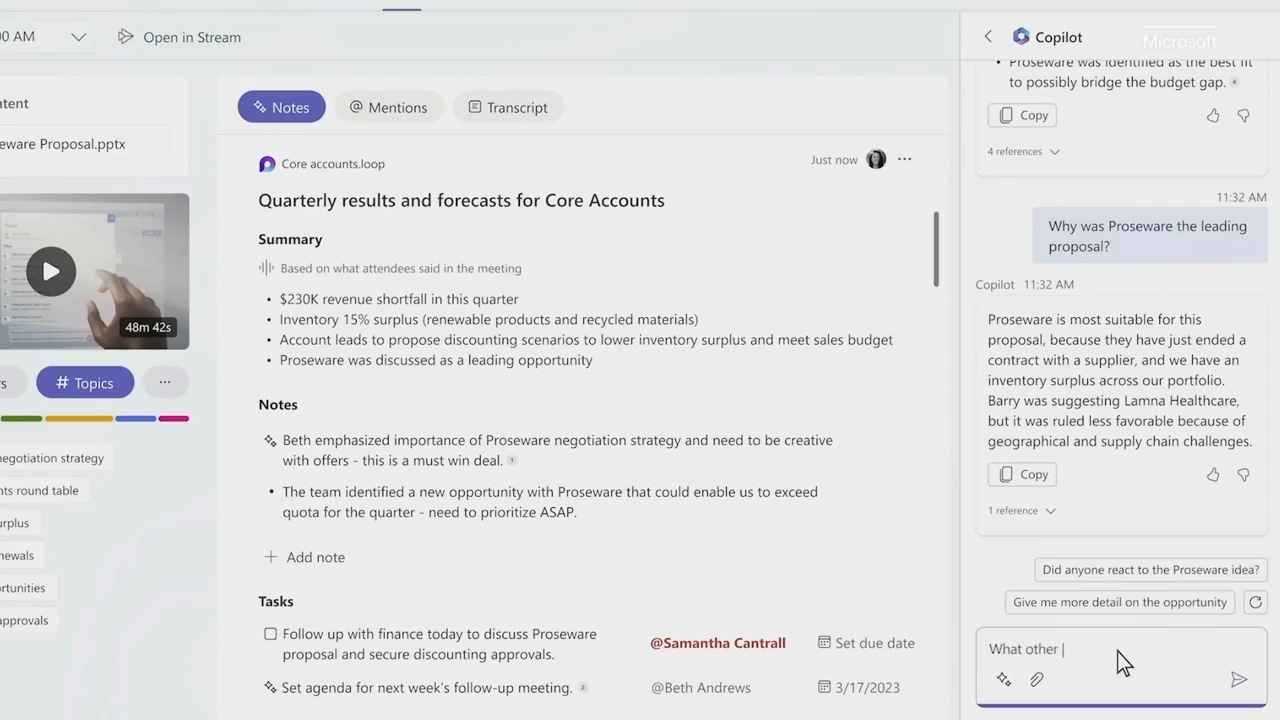 00 AM
Open in Stream
ntent
eware Proposal.pptx
48m 42s
rs
# Topics
...
negotiation strategy
nts round table
urplus
newals
ortunities
approvals
Notes
@ Mentions
Transcript
Core accounts.loop
Just now
...
Quarterly results and forecasts for Core Accounts
Summary
Based on what attendees said in the meeting
• $230K revenue shortfall in this quarter
• Inventory 15% surplus (renewable products and recycled materials)
• Account leads to propose discounting scenarios to lower inventory surplus and meet sales budget
• Proseware was discussed as a leading opportunity
Notes
Beth emphasized importance of Proseware negotiation strategy and need to be creative
with offers - this is a must win deal. 1
• The team identified a new opportunity with Proseware that could enable us to exceed
quota for the quarter - need to prioritize ASAP.
+ Add note
Tasks
Follow up with finance today to discuss Proseware
proposal and secure discounting approvals.
@Samantha Cantrall
Set due date
Set agenda for next week's follow-up meeting. 2
@Beth Andrews
3/17/2023
Copilot
Microsoft
• Proseware was identified as the best fit
to possibly bridge the budget gap. 4
Copy
4 references
11:32 AM
Why was Proseware the leading
proposal?
Copilot 11:32 AM
Proseware is most suitable for this
proposal, because they have just ended a
contract with a supplier, and we have an
inventory surplus across our portfolio.
Barry was suggesting Lamna Healthcare,
but it was ruled less favorable because of
geographical and supply chain challenges.
Copy
1 reference
Did anyone react to the Proseware idea?
Give me more detail on the opportunity
What other